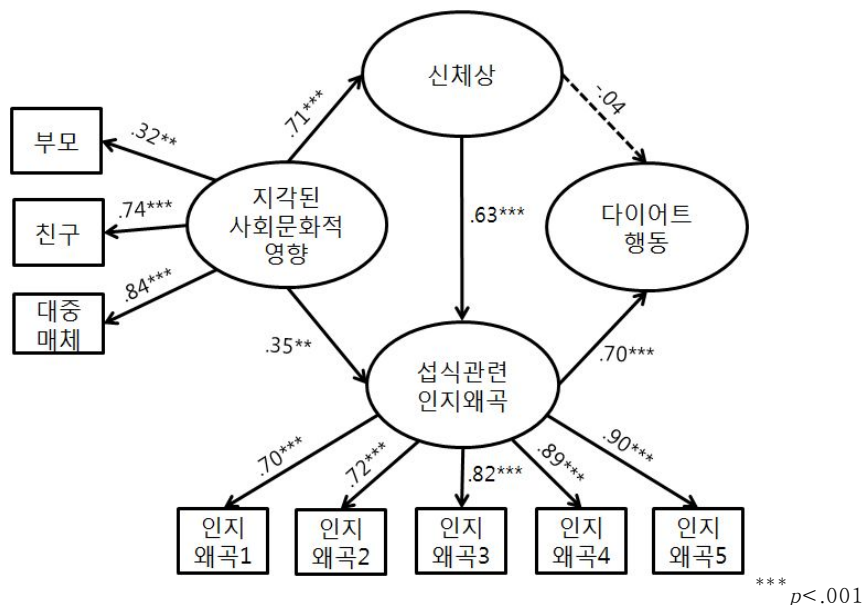 신체상
.71***
-.04
부모
.32**
지각된
사회문화적
영향
친구
.74***
.63***
다이어트
행동
대중
매체
.84***
.35**
섭식관련
인지왜곡
.70***
.70***
.72***
.82***
.89***
.90***
인지
왜곡1
인지
왜곡2
인지
왜곡3
인지
왜곡4
인지
왜곡5
*** p<.001